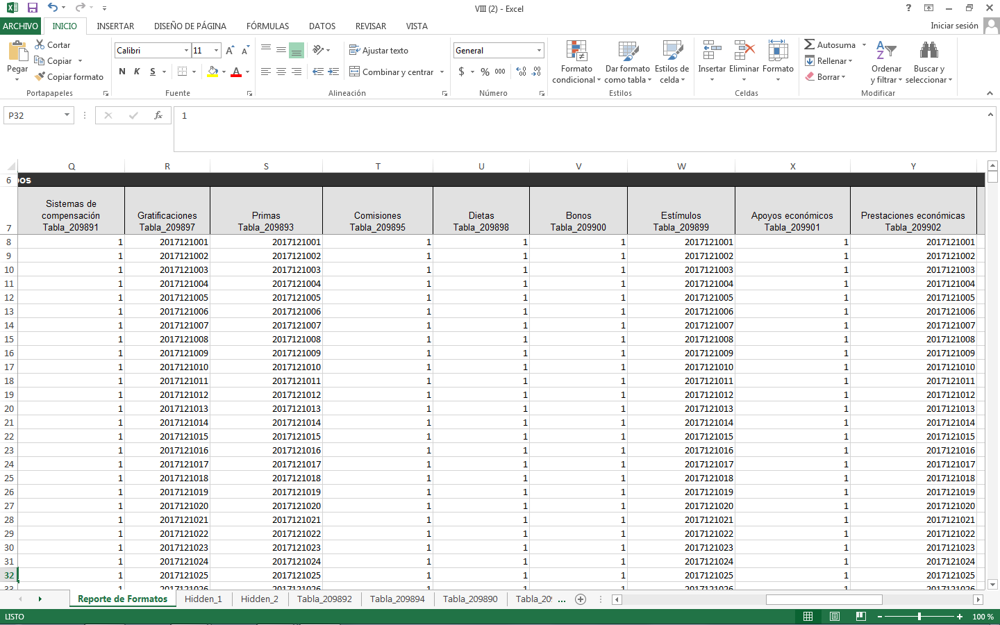 VIII (2) - Excel
ARCHIVO INICIO INSERTAR DISEÑO DE PÁGINA FÓRMULAS DATOS REVISAR VISTA Iniciar sesión
Pegar Cortar Copiar Copiar formato Portapapeles
Calibri 11 N K S Fuente
Ajustar texto Combinar y centrar Alineación
General $ % 000 Número
Formato condicional Dar formato como tabla Estilos de celda Estilos
Insertar Eliminar Formato Celdas
Autosuma Rellenar Borrar Ordenar y filtrar Buscar y seleccionar Modificar
P32 fx 1
Q R S T U V W X Y
6
7 Sistemas de compensación Tabla_209891 Gratificaciones Tabla_209897 Primas Tabla_209893 Comisiones Tabla_209895 Dietas Tabla_209898 Bonos Tabla_209900 Estímulos Tabla_209899 Apoyos económicos Tabla_209901 Prestaciones económicas Tabla_209902
8 1 2017121001 2017121001 1 1 1 2017121001 1 2017121001
9 1 2017121002 2017121002 1 1 1 2017121002 1 2017121002
10 1 2017121003 2017121003 1 1 1 2017121003 1 2017121003
11 1 2017121004 2017121004 1 1 1 2017121004 1 2017121004
12 1 2017121005 2017121005 1 1 1 2017121005 1 2017121005
13 1 2017121006 2017121006 1 1 1 2017121006 1 2017121006
14 1 2017121007 2017121007 1 1 1 2017121007 1 2017121007
15 1 2017121008 2017121008 1 1 1 2017121008 1 2017121008
16 1 2017121009 2017121009 1 1 1 2017121009 1 2017121009
17 1 2017121010 2017121010 1 1 1 2017121010 1 2017121010
18 1 2017121011 2017121011 1 1 1 2017121011 1 2017121011
19 1 2017121012 2017121012 1 1 1 2017121012 1 2017121012
20 1 2017121013 2017121013 1 1 1 2017121013 1 2017121013
21 1 2017121014 2017121014 1 1 1 2017121014 1 2017121014
22 1 2017121015 2017121015 1 1 1 2017121015 1 2017121015
23 1 2017121016 2017121016 1 1 1 2017121016 1 2017121016
24 1 2017121017 2017121017 1 1 1 2017121017 1 2017121017
25 1 2017121018 2017121018 1 1 1 2017121018 1 2017121018
26 1 2017121019 2017121019 1 1 1 2017121019 1 2017121019
27 1 2017121020 2017121020 1 1 1 2017121020 1 2017121020
28 1 2017121021 2017121021 1 1 1 2017121021 1 2017121021
29 1 2017121022 2017121022 1 1 1 2017121022 1 2017121022
30 1 2017121023 2017121023 1 1 1 2017121023 1 2017121023
31 1 2017121024 2017121024 1 1 1 2017121024 1 2017121024
32 1 2017121025 2017121025 1 1 1 2017121025 1 2017121025
Reporte de Formatos Hidden_1 Hidden_2 Tabla_209892 Tabla_209894 Tabla_209890 ...
LISTO 100 %